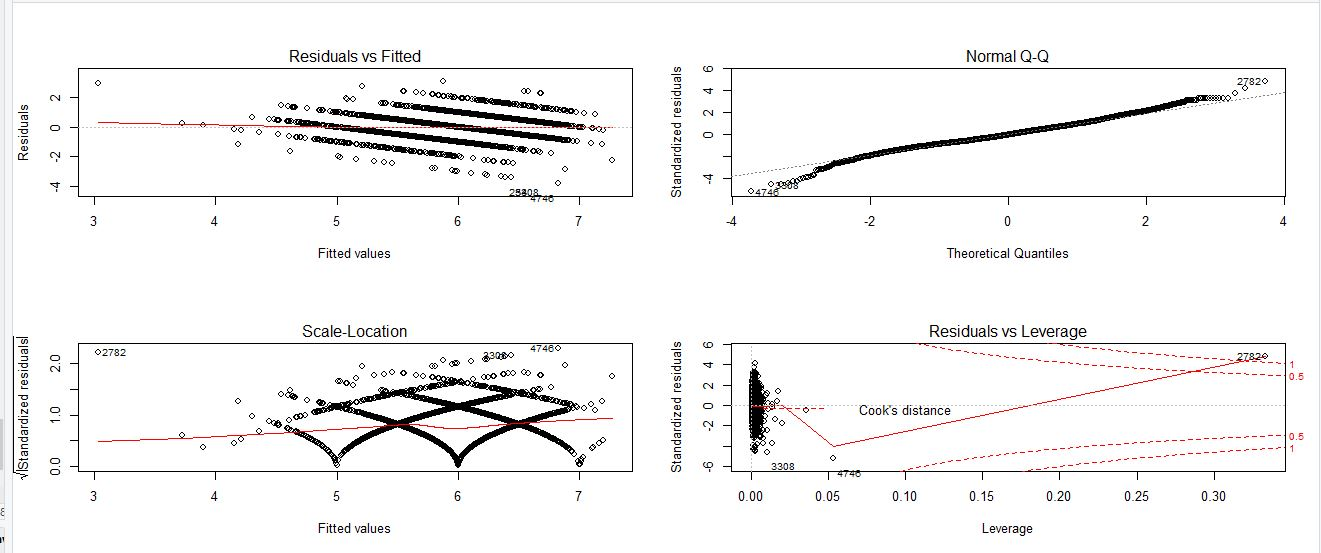 Residuals vs Fitted
Residuals
2
0
-2
-4
3308
4746
3 4 5 6 7
Fitted values
Normal Q-Q
Standardized residuals
6
4
2
0
-4
2782
4746
3308
-4 -2 0 2 4
Theoretical Quantiles
Scale-Location
√|Standardized residuals|
2.0
1.0
0.0
2782
3308
4746
3 4 5 6 7
Fitted values
Residuals vs Leverage
Standardized residuals
6
4
2
0
-2
-6
2782
1
0.5
Cook's distance
0.5
1
3308
4746
0.00 0.05 0.10 0.15 0.20 0.25 0.30
Leverage